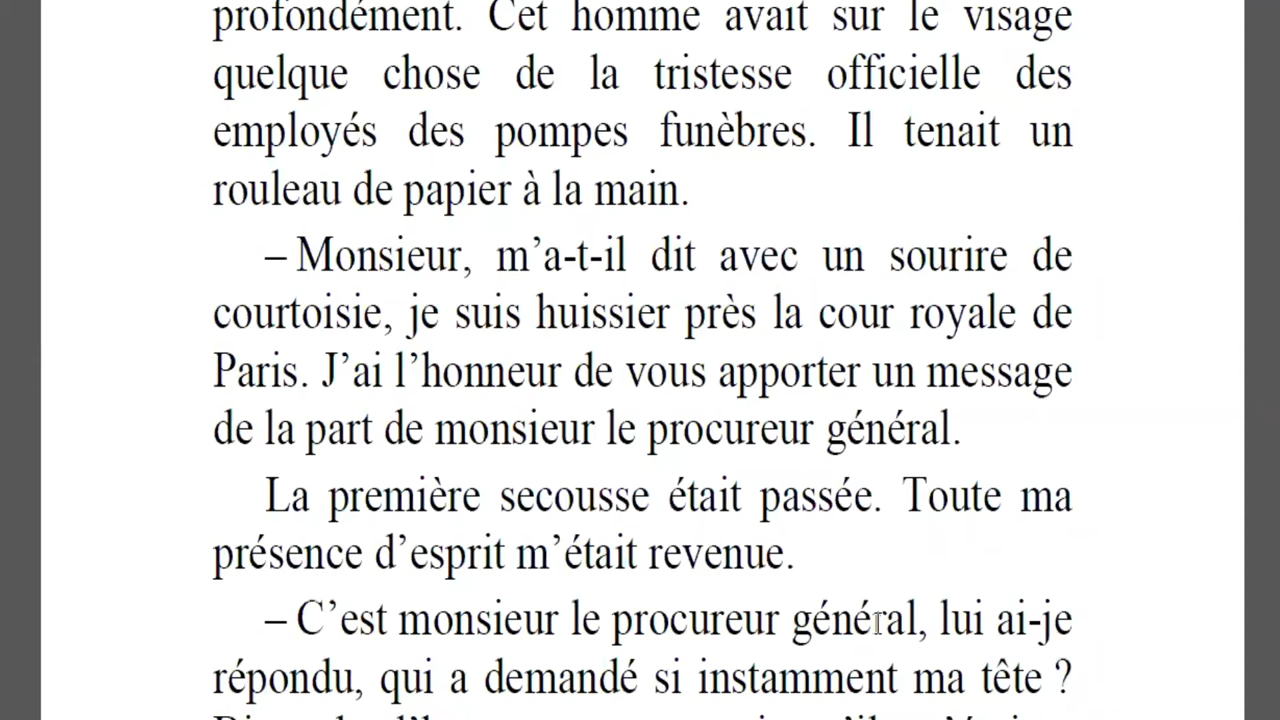 profondément. Cet homme avait sur le visage
quelque chose de la tristesse officielle des
employés des pompes funèbres. Il tenait un
rouleau de papier à la main.
– Monsieur, m’a-t-il dit avec un sourire de
courtoisie, je suis huissier près la cour royale de
Paris. J’ai l’honneur de vous apporter un message
de la part de monsieur le procureur général.
La première secousse était passée. Toute ma
présence d’esprit m’était revenue.
– C’est monsieur le procureur général, lui ai-je
répondu, qui a demandé si instamment ma tête ?